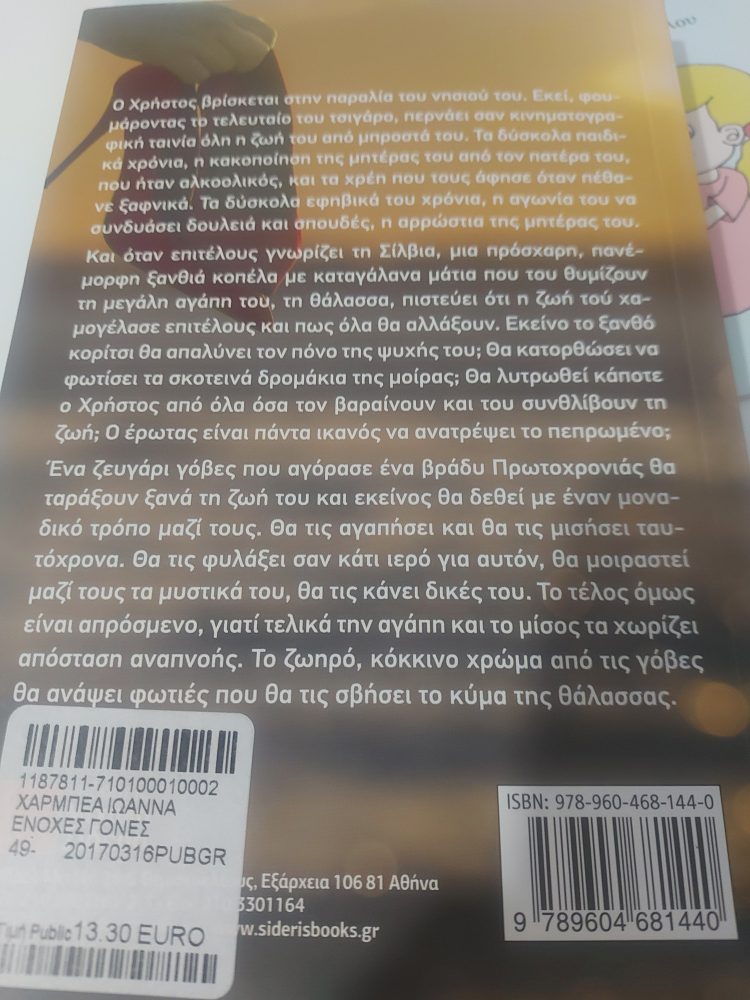 λου
Ο Χρήστος βρίσκεται στην παραλία του νησιού του. Εκεί, φου-
μάροντας το τελευταίο του τσιγάρο, περνάει σαν κινηματογρα-
φική ταινία όλη η ζωή του από μπροστά του. Τα δύσκολα παιδι-
κά χρόνια, η κακοποίηση της μητέρας του από τον πατέρα του,
που ήταν αλκοολικός, και τα χρέη που τους άφησε όταν πέθα-
νε ξαφνικά. Τα δύσκολα εφηβικά του χρόνια, η αγωνία του να
συνδυάσει δουλειά και σπουδές, η αρρώστια της μητέρας του.
Και όταν επιτέλους γνωρίζει τη Σίλβια, μια πρόσχαρη, πανέ-
μορφη ξανθιά κοπέλα με καταγάλανα μάτια που του θυμίζουν
τη μεγάλη αγάπη του, τη θάλασσα, πιστεύει ότι η ζωή τού χα-
μογέλασε επιτέλους και πως όλα θα αλλάξουν. Εκείνο το ξανθό
κορίτσι θα απαλύνει τον πόνο της ψυχής του; Θα κατορθώσει να
φωτίσει τα σκοτεινά δρομάκια της μοίρας; Θα λυτρωθεί κάποτε
ο Χρήστος από όλα όσα τον βαραίνουν και του συνθλίβουν τη
ζωή; Ο έρωτας είναι πάντα ικανός να ανατρέψει το πεπρωμένο;
Ένα ζευγάρι γόβες που αγόρασε ένα βράδυ Πρωτοχρονιάς θα
ταράξουν ξανά τη ζωή του και εκείνος θα δεθεί με έναν μονα-
δικό τρόπο μαζί τους. Θα τις αγαπήσει και θα τις μισήσει ταυ-
τόχρονα. Θα τις φυλάξει σαν κάτι ιερό για αυτόν, θα μοιραστεί
μαζί τους τα μυστικά του, θα τις κάνει δικές του. Το τέλος όμως
είναι απρόσμενο, γιατί τελικά την αγάπη και το μίσος τα χωρίζει
απόσταση αναπνοής. Το ζωηρό, κόκκινο χρώμα από τις γόβες
θα ανάψει φωτιές που θα τις σβήσει το κύμα της θάλασσας.
1187811-710100010002
ΧΑΡΜΠΕΑ ΙΩΑΝΝΑ
ΕΝΟΧΕΣ ΓΟΝΕΣ
49- 20170316PUBGR
Τιμή Public 13.30 EURO
ISBN: 978-960-468-144-0
9 789604 681440
ς, Εξάρχεια 106 81 Αθήνα
3301164
www.siderisbooks.gr